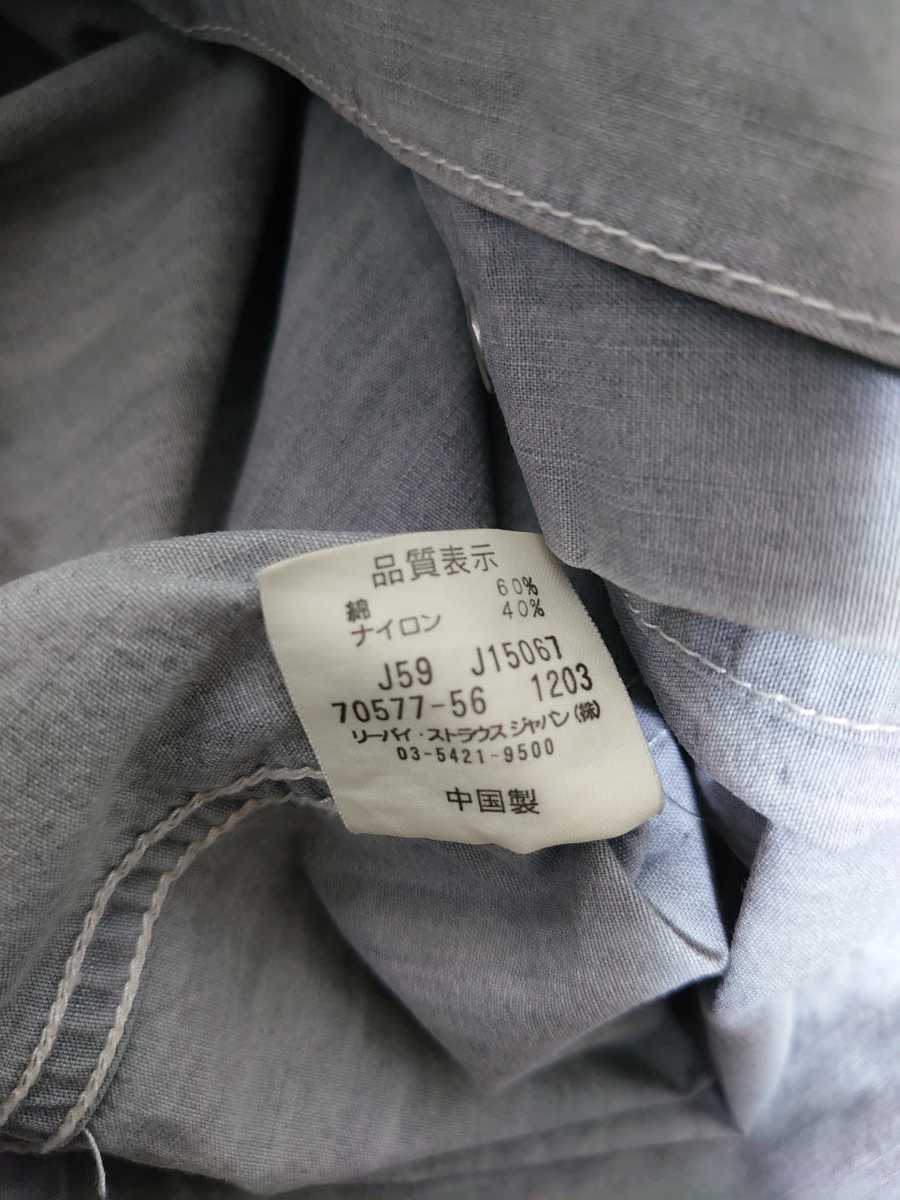 品質表示
綿 60%
ナイロン 40%
J59 J15067
70577-56 1203
リーバイ・ストラウス ジャパン(株)
03-5421-9500
中国製